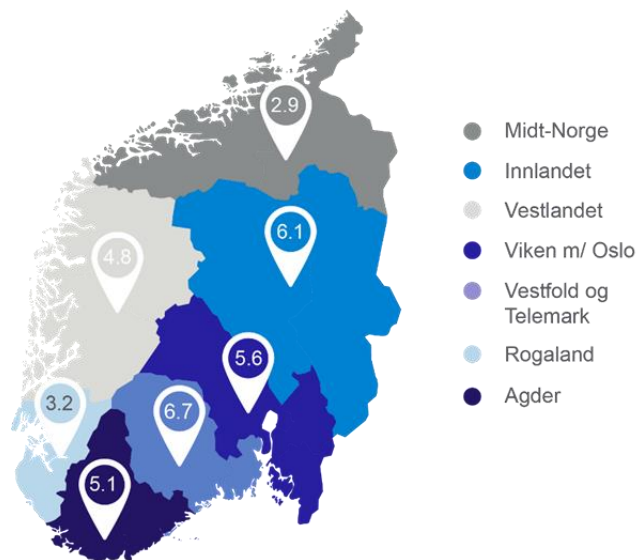 2.9
6.1
4.8
5.6
3.2
6.7
5.1
Midt-Norge
Innlandet
Vestlandet
Viken m/ Oslo
Vestfold og
Telemark
Rogaland
Agder